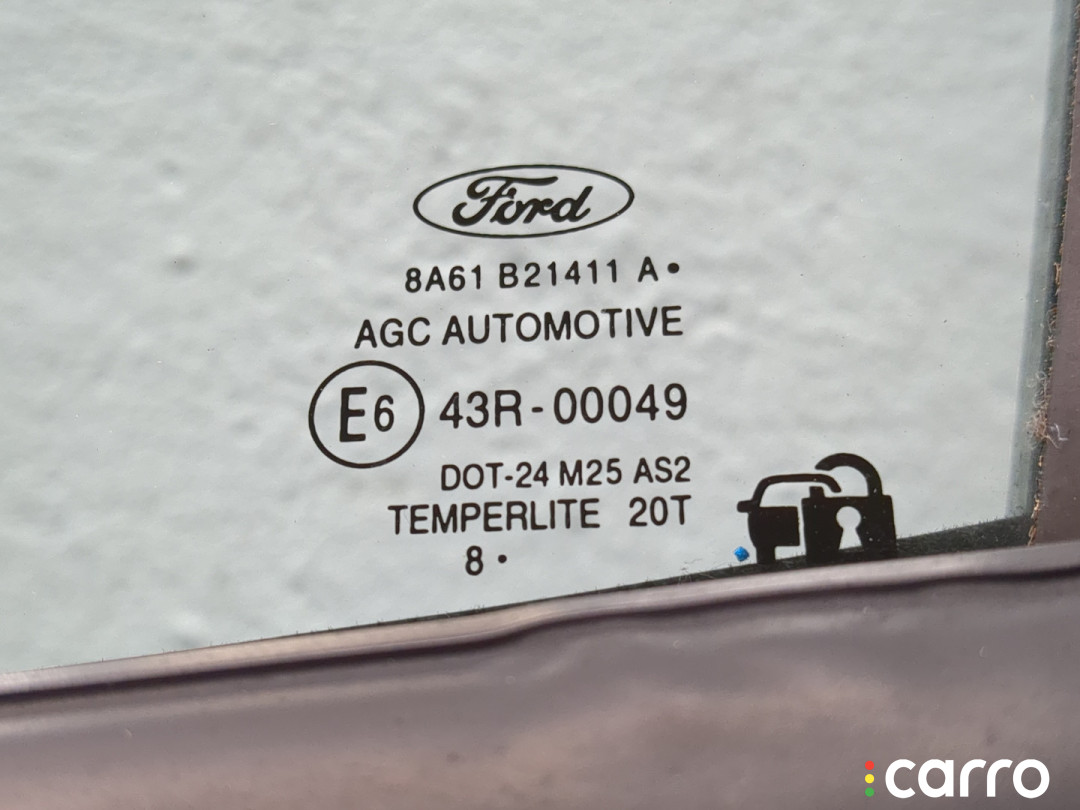 Ford
8A61 B21411 A•
AGC AUTOMOTIVE
E6 43R-00049
DOT-24 M25 AS2
TEMPERLITE 20T
8 •
carro